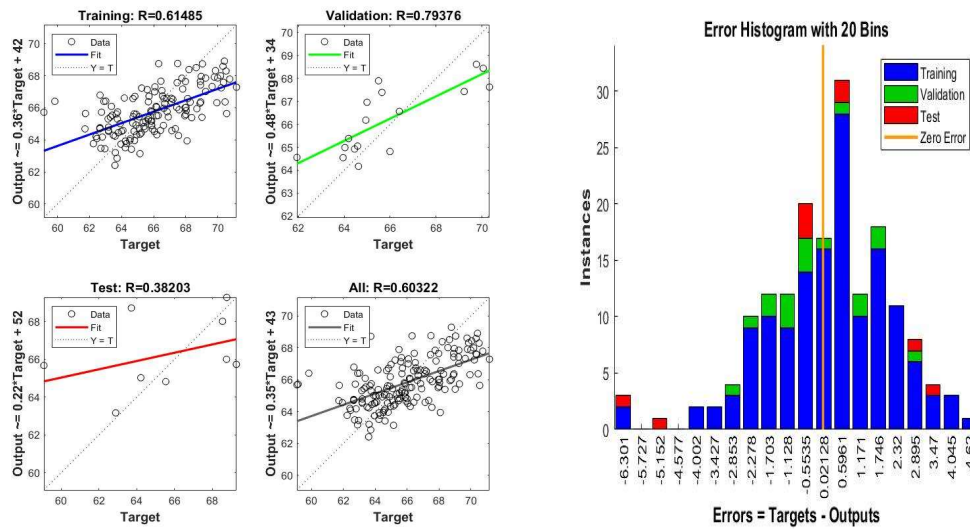 Training: R=0.61485
Output ~= 0.36*Target + 42
70
68
66
64
62
60
Data
Fit
Y = T
60 62 64 66 68 70
Target
Validation: R=0.79376
Output ~= 0.48*Target + 34
70
69
68
67
66
65
64
63
62
Data
Fit
Y = T
62 64 66 68 70
Target
Test: R=0.38203
Output ~= 0.22*Target + 52
68
66
64
62
60
Data
Fit
Y = T
60 62 64 66 68
Target
All: R=0.60322
Output ~= 0.35*Target + 43
70
68
66
64
62
60
Data
Fit
Y = T
60 62 64 66 68 70
Target
Error Histogram with 20 Bins
Instances
30
25
20
15
10
5
0
Training
Validation
Test
Zero Error
-6.301
-5.727
-5.152
-4.577
-4.002
-3.427
-2.853
-2.278
-1.703
-1.128
-0.5535
0.02128
0.5961
1.171
1.746
2.32
2.895
3.47
4.045
Errors = Targets - Outputs